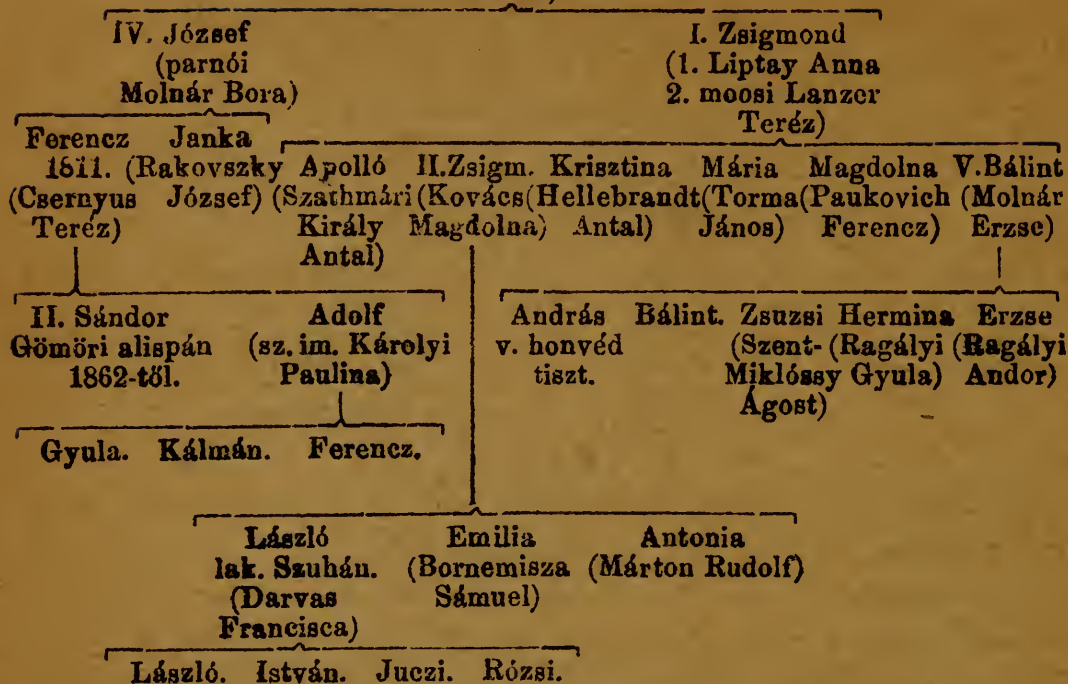 IV. József I. Zsigmond
(parnói (1. Liptay Anna
Molnár Bora) 2. moosi Lanzer
Teréz)
Ferencz Janka
1811. (Rakovszky Apolló II.Zsigm. Krisztina Mária Magdolna V.Bálint
(Csernyus József) (Szathmári (Kovács (Hellebrandt (Torma (Paukovich (Molnár
Teréz) Király Magdolna) Antal) János) Ferencz) Erzse)
Antal)
II. Sándor Adolf András Bálint. Zsuzsi Hermina Erzse
Gömöri alispán (sz. im. Károlyi v. honvéd (Szent- (Ragályi (Ragályi
1862-től. Paulina) tiszt. Miklóssy Gyula) Andor)
Ágost)
Gyula. Kálmán. Ferencz.
László Emilia Antonia
lak. Szuhán. (Bornemisza (Márton Rudolf)
(Darvas Sámuel)
Francisca)
László. István. Juczi. Rózsi.